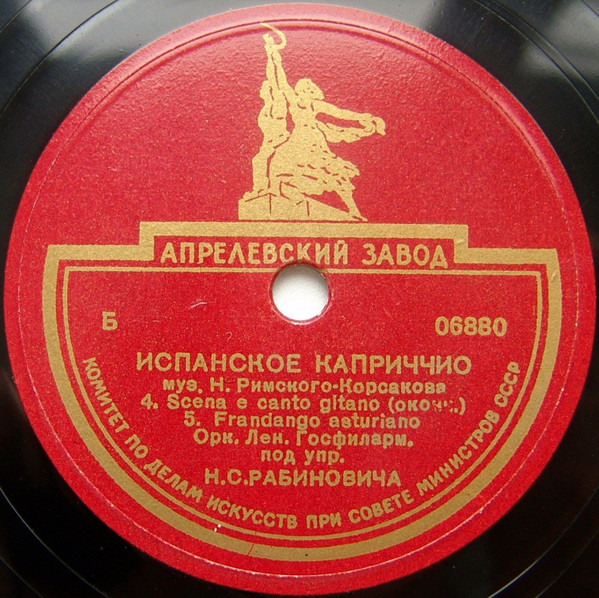 АПРЕЛЕВСКИЙ ЗАВОД
Б 06880
ИСПАНСКОЕ КАПРИЧЧИО
муз. Н. Римского-Корсакова
4. Scena e canto gitano (оконч.)
5. Frandango asturiano
Орк. Лен. Госфиларм.
под упр.
Н.С.РАБИНОВИЧА
КОМИТЕТ ПО ДЕЛАМ ИСКУССТВ ПРИ СОВЕТЕ МИНИСТРОВ СССР